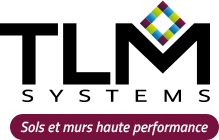 TLM
SYSTEMS
Sols et murs haute performance